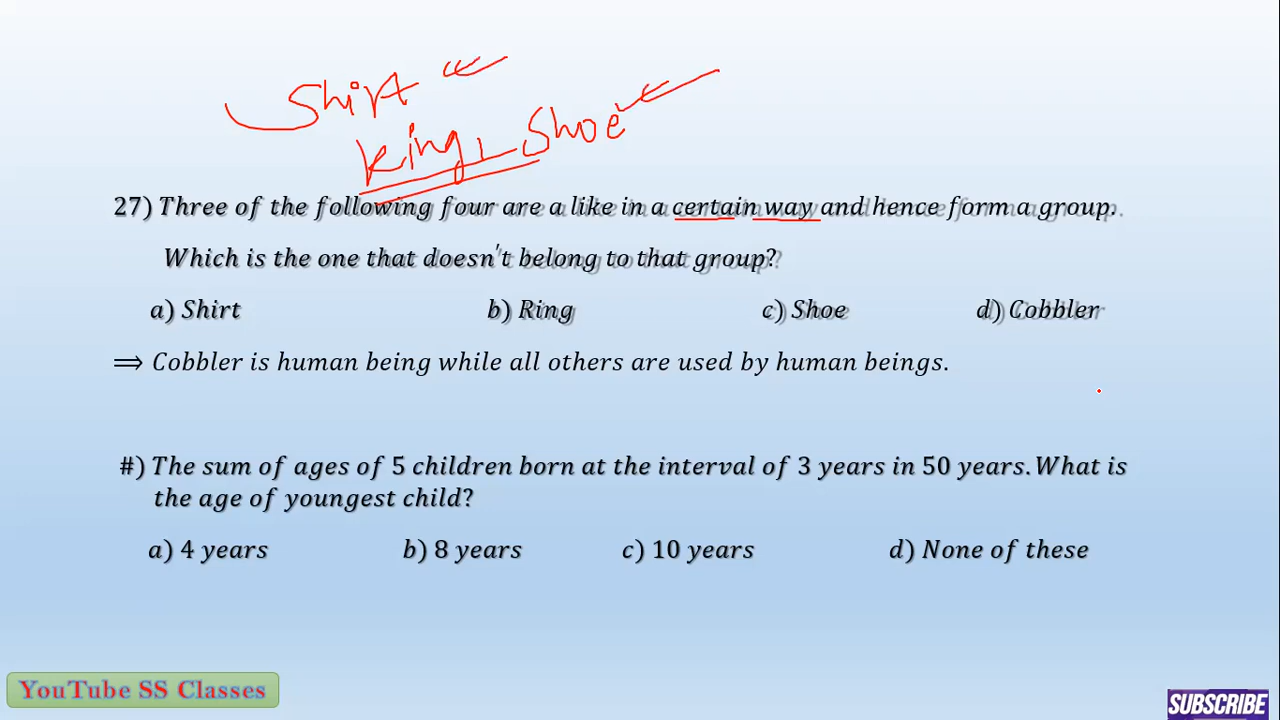 Shirt
Ring, Shoe
27) Three of the following four are a like in a certain way and hence form a group.
Which is the one that doesn't belong to that group?
a) Shirt b) Ring c) Shoe d) Cobbler
⟹ Cobbler is human being while all others are used by human beings.
#) The sum of ages of 5 children born at the interval of 3 years in 50 years. What is
the age of youngest child?
a) 4 years b) 8 years c) 10 years d) None of these
YouTube SS Classes
SUBSCRIBE